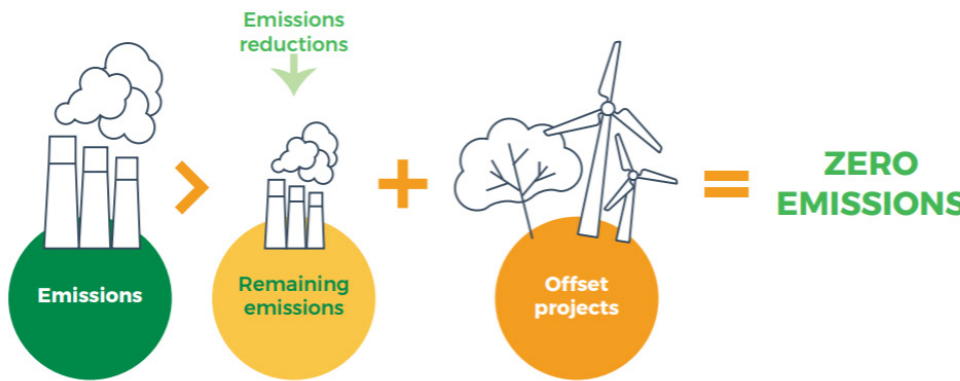 Emissions
reductions
Emissions
>
Remaining
emissions
+
Offset
projects
=
ZERO
EMISSIONS